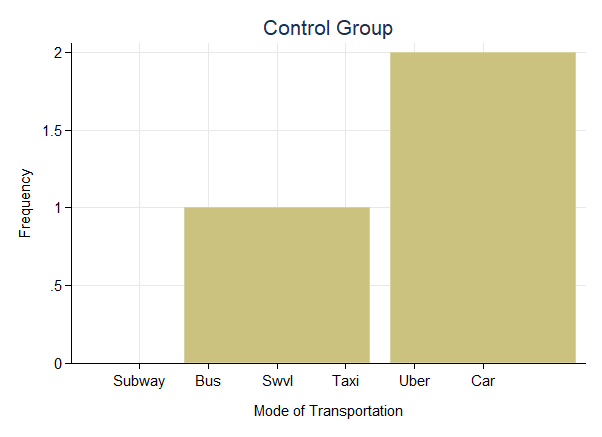 Control Group
Frequency
2
1.5
1
.5
0
Subway Bus Swvl Taxi Uber Car
Mode of Transportation